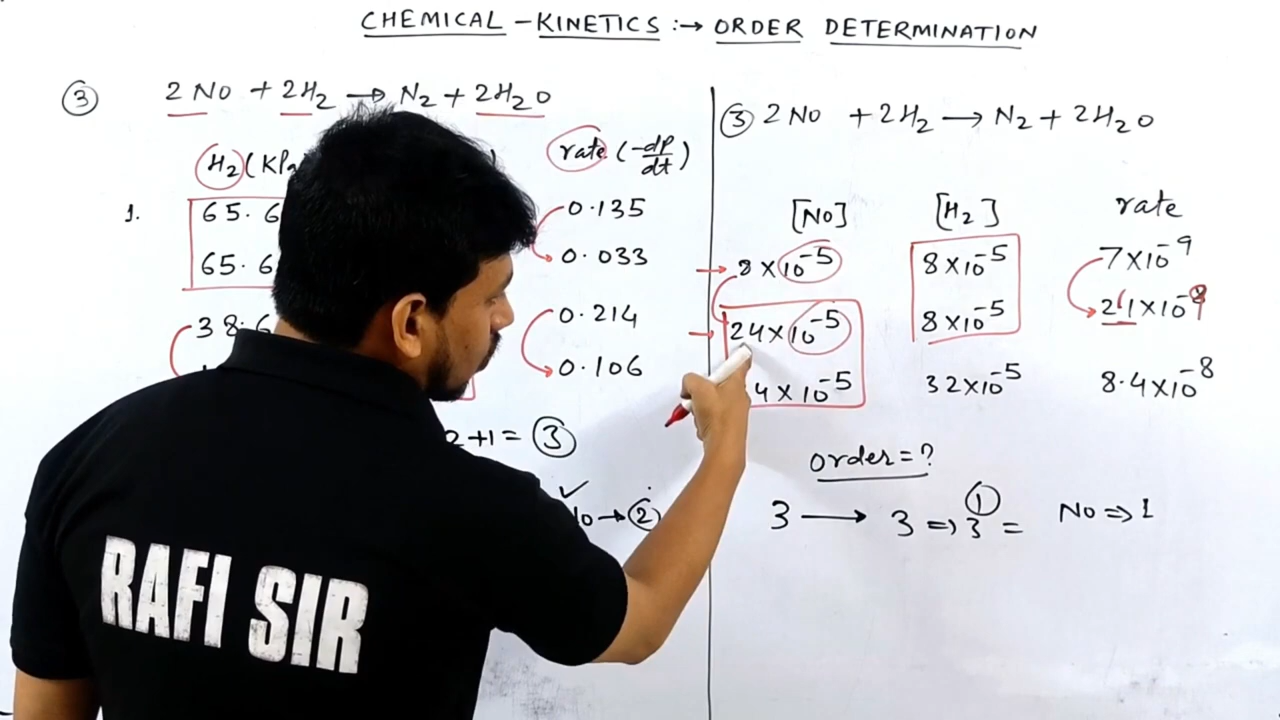 CHEMICAL - KINETICS :→ ORDER DETERMINATION
③ 2 NO + 2H₂ → N₂ + 2H₂O
H₂ (KPa
rate (-dP/dt)
1. 65.6
0.135
65.6
0.033
38.6
0.214
0.106
2+1 = ③
✓
No → ②
③ 2 NO + 2H₂ → N₂ + 2H₂O
[NO] [H₂] rate
→ 8 × 10⁻⁵ 8 × 10⁻⁵ 7 × 10⁻⁹
→ 24 × 10⁻⁵ 8 × 10⁻⁵ 21 × 10⁻⁹
4 × 10⁻⁵ 32 × 10⁻⁵ 8.4 × 10⁻⁸
Order = ?
3 → 3 ⇒ 3^① = No ⇒ 1
RAFI SIR